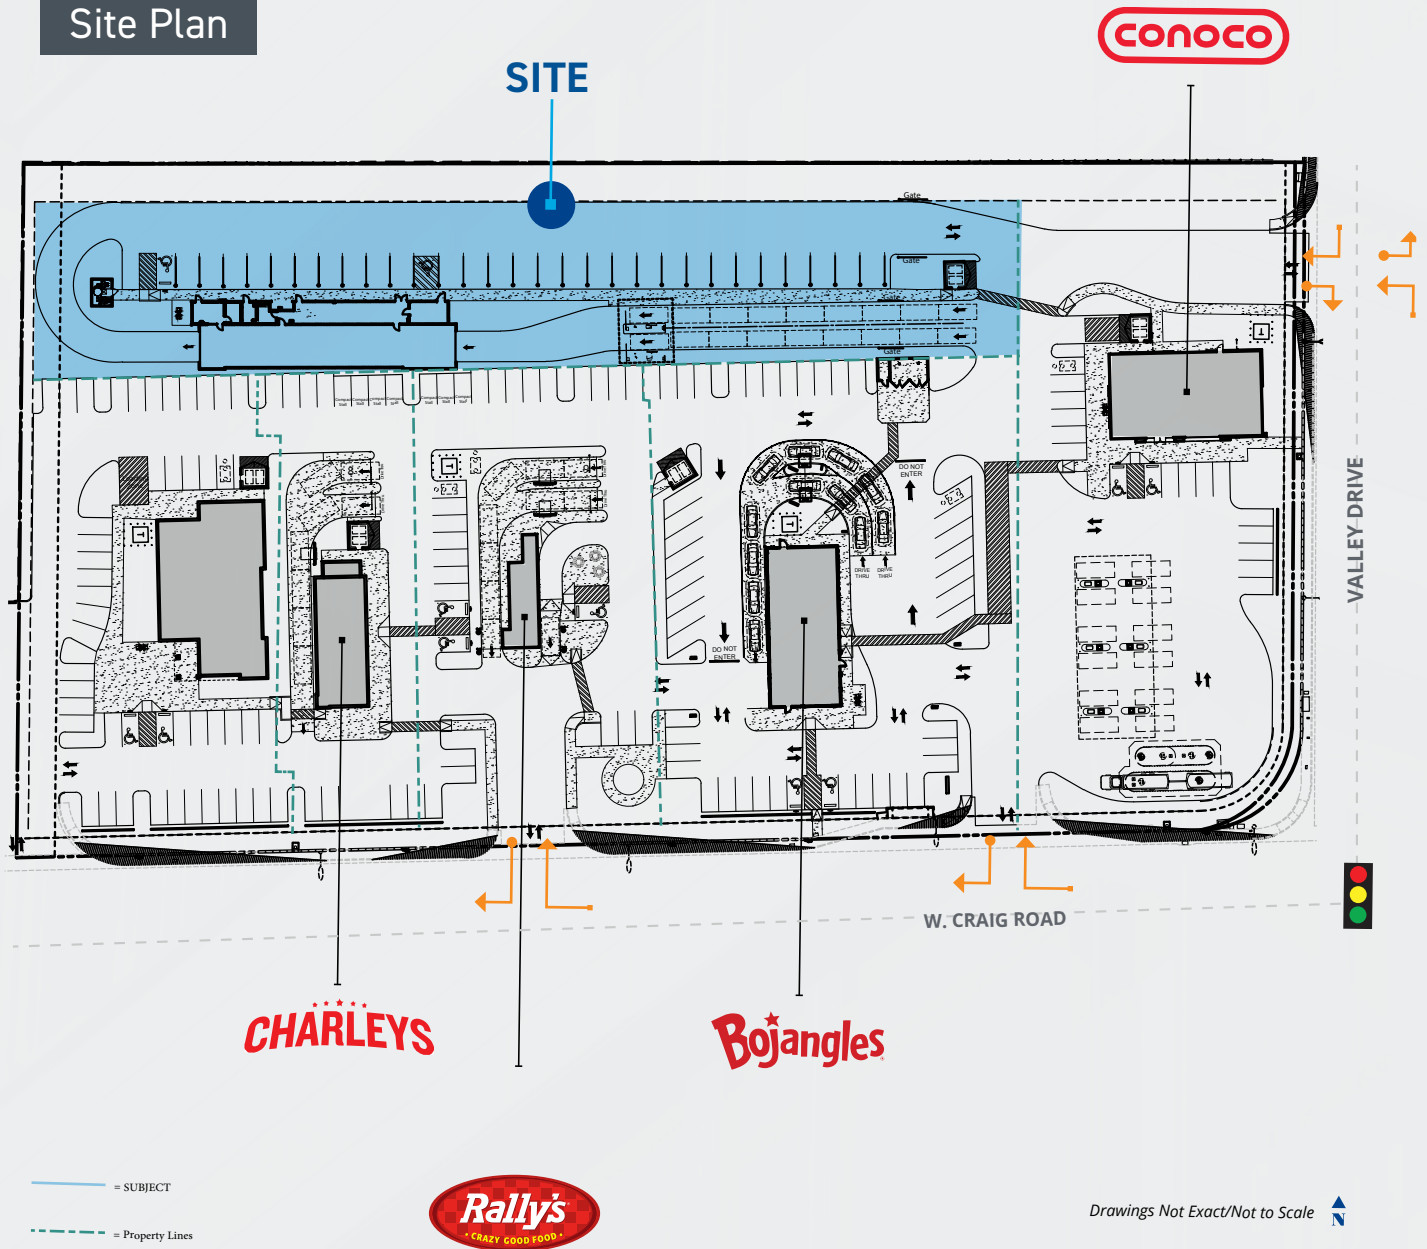 Site Plan
SITE
CONOCO
Gate
Gate
Gate
Gate
DO NOT
ENTER
DRIVE
THRU
DRIVE
THRU
DO NOT
ENTER
VALLEY DRIVE
W. CRAIG ROAD
CHARLEYS
Bojangles
= SUBJECT
= Property Lines
Rally's
• CRAZY GOOD FOOD •
Drawings Not Exact/Not to Scale
N